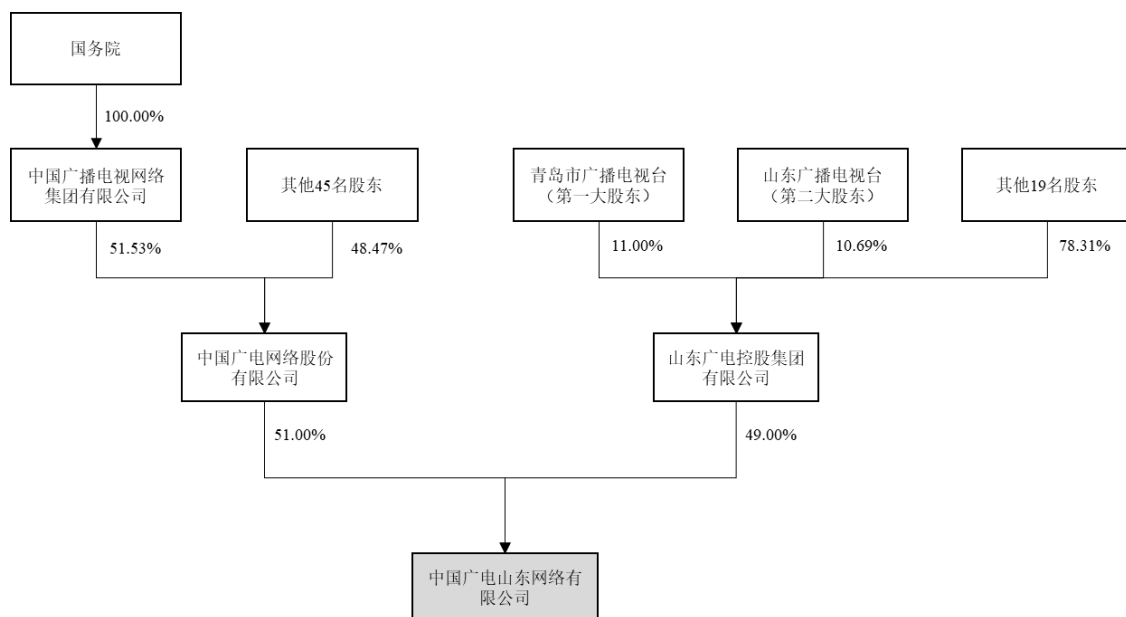 国务院
100.00%
中国广播电视网络
集团有限公司
其他45名股东
青岛市广播电视台
（第一大股东）
山东广播电视台
（第二大股东）
其他19名股东
51.53%
48.47%
11.00%
10.69%
78.31%
中国广电网络股份
有限公司
山东广电控股集团
有限公司
51.00%
49.00%
中国广电山东网络有
限公司